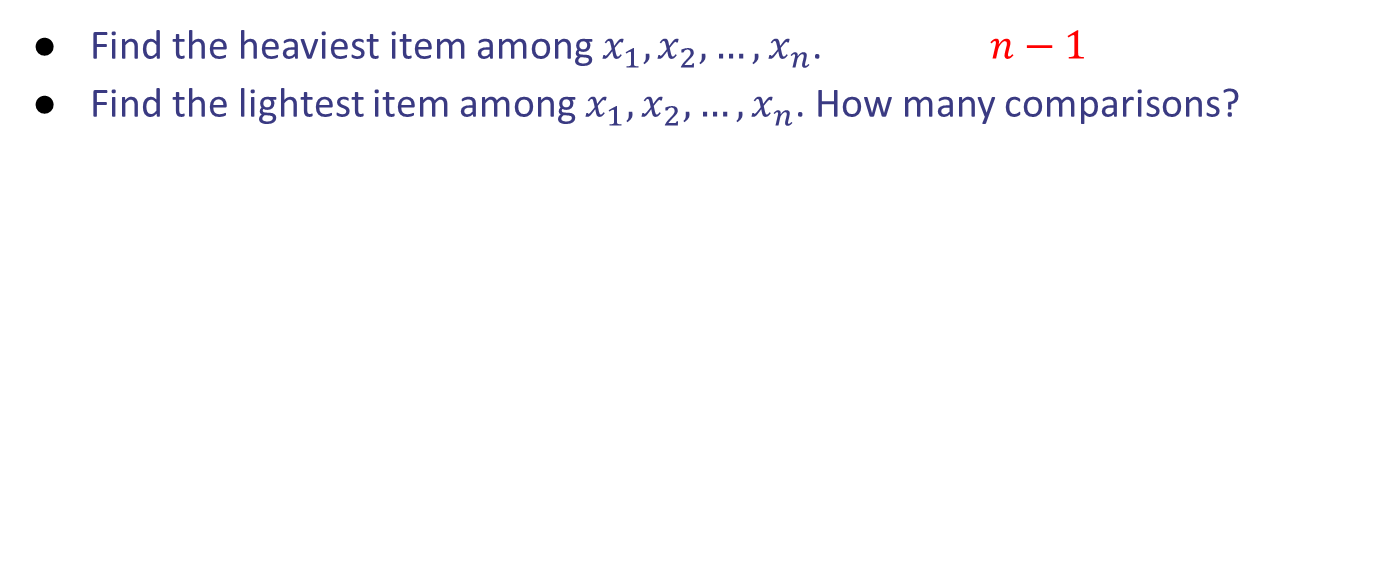 ● Find the heaviest item among x₁, x₂, … , xₙ. n − 1
● Find the lightest item among x₁, x₂, … , xₙ. How many comparisons?